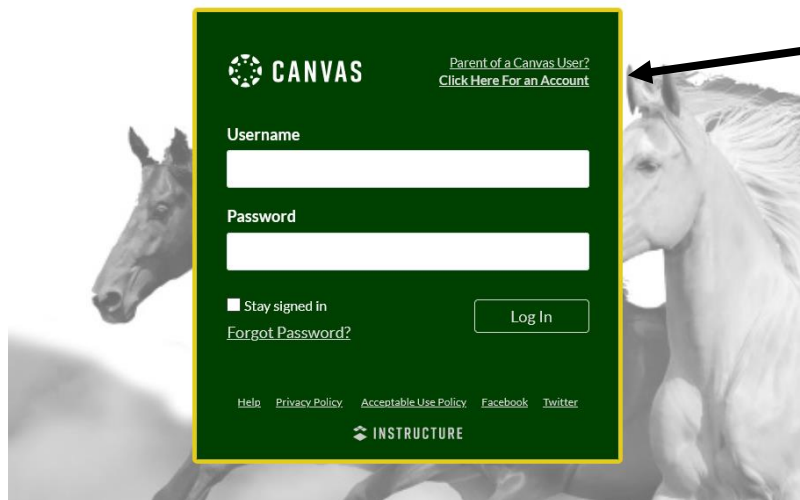 CANVAS
Parent of a Canvas User?
Click Here For an Account
Username
Password
Stay signed in
Log In
Forgot Password?
Help Privacy Policy Acceptable Use Policy Facebook Twitter
INSTRUCTURE